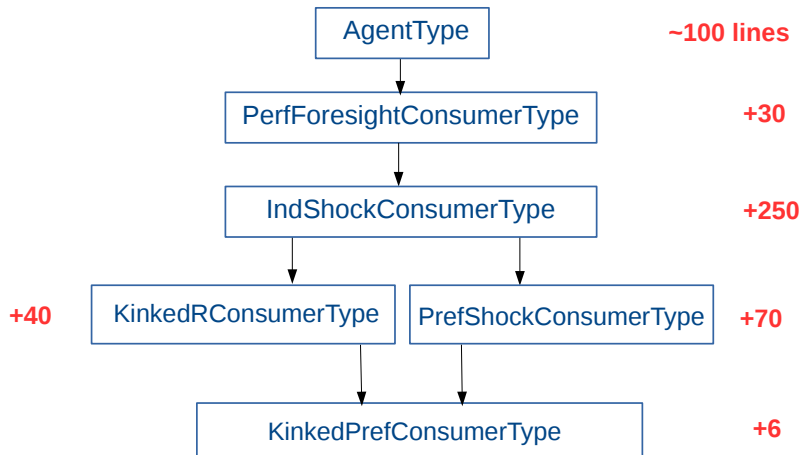 AgentType
~100 lines
PerfForesightConsumerType
+30
IndShockConsumerType
+250
+40
KinkedRConsumerType
PrefShockConsumerType
+70
KinkedPrefConsumerType
+6